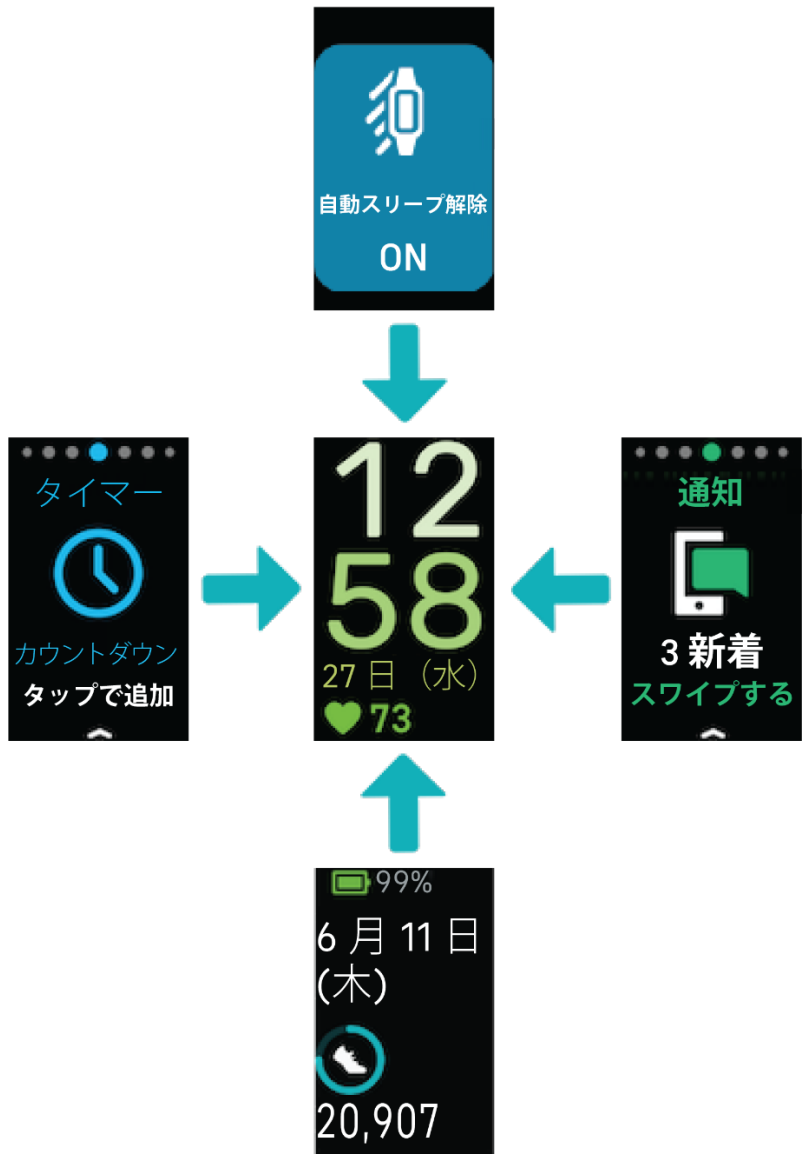 自動スリープ解除
ON
タイマー
カウントダウン
タップで追加
12
58
27 日 （水）
73
通知
3 新着
スワイプする
99%
6 月 11 日
(木)
20,907